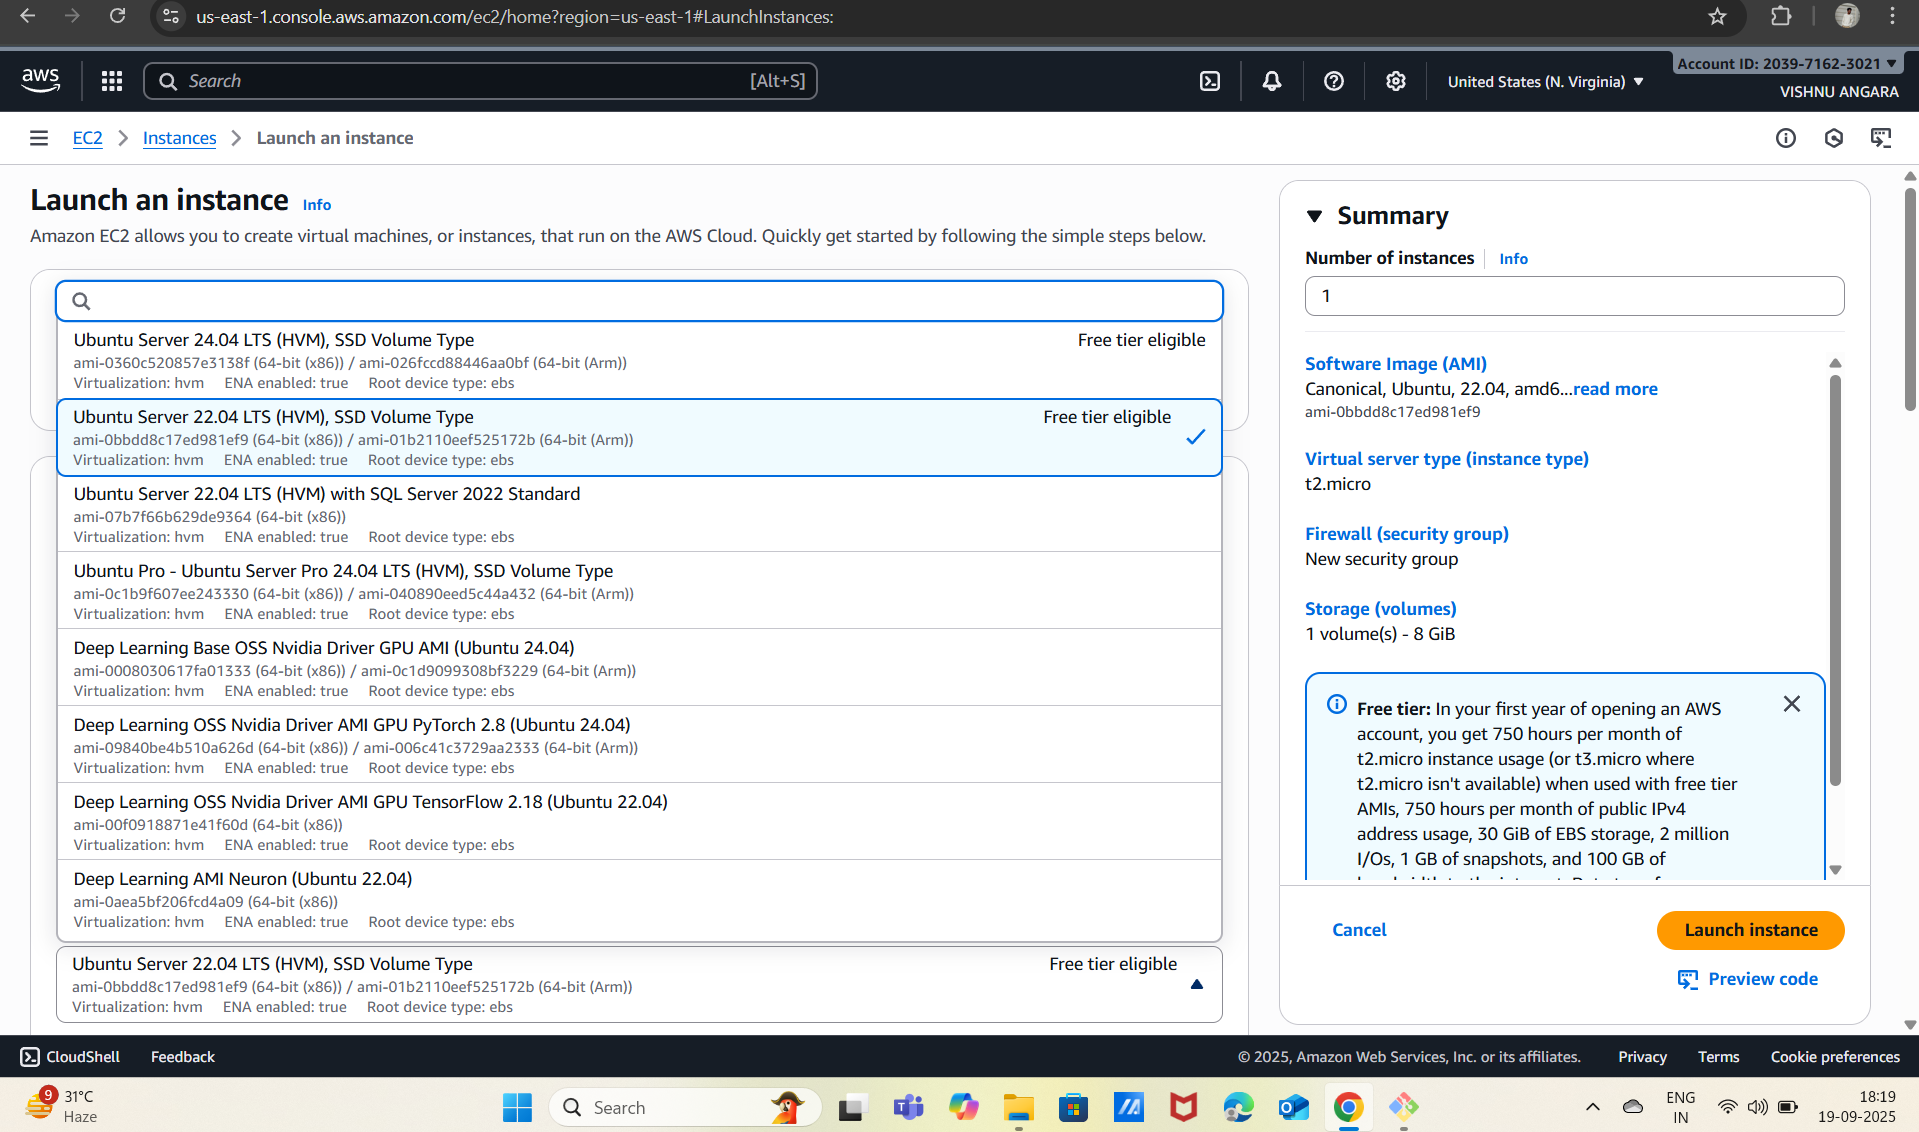 us-east-1.console.aws.amazon.com/ec2/home?region=us-east-1#LaunchInstances:
aws
Search
[Alt+S]
United States (N. Virginia)
Account ID: 2039-7162-3021
VISHNU ANGARA
EC2
Instances
Launch an instance
Launch an instance Info
Amazon EC2 allows you to create virtual machines, or instances, that run on the AWS Cloud. Quickly get started by following the simple steps below.
Ubuntu Server 24.04 LTS (HVM), SSD Volume Type Free tier eligible
ami-0360c520857e3138f (64-bit (x86)) / ami-026fccd88446aa0bf (64-bit (Arm))
Virtualization: hvm ENA enabled: true Root device type: ebs
Ubuntu Server 22.04 LTS (HVM), SSD Volume Type Free tier eligible
ami-0bbdd8c17ed981ef9 (64-bit (x86)) / ami-01b2110eef525172b (64-bit (Arm))
Virtualization: hvm ENA enabled: true Root device type: ebs
Ubuntu Server 22.04 LTS (HVM) with SQL Server 2022 Standard
ami-07b7f66b629de9364 (64-bit (x86))
Virtualization: hvm ENA enabled: true Root device type: ebs
Ubuntu Pro - Ubuntu Server Pro 24.04 LTS (HVM), SSD Volume Type
ami-0c1b9f607ee243330 (64-bit (x86)) / ami-040890eed5c44a432 (64-bit (Arm))
Virtualization: hvm ENA enabled: true Root device type: ebs
Deep Learning Base OSS Nvidia Driver GPU AMI (Ubuntu 24.04)
ami-0008030617fa01333 (64-bit (x86)) / ami-0c1d9099308bf3229 (64-bit (Arm))
Virtualization: hvm ENA enabled: true Root device type: ebs
Deep Learning OSS Nvidia Driver AMI GPU PyTorch 2.8 (Ubuntu 24.04)
ami-09840be4b510a626d (64-bit (x86)) / ami-006c41c3729aa2333 (64-bit (Arm))
Virtualization: hvm ENA enabled: true Root device type: ebs
Deep Learning OSS Nvidia Driver AMI GPU TensorFlow 2.18 (Ubuntu 22.04)
ami-00f0918871e41f60d (64-bit (x86))
Virtualization: hvm ENA enabled: true Root device type: ebs
Deep Learning AMI Neuron (Ubuntu 22.04)
ami-0aea5bf206fcd4a09 (64-bit (x86))
Virtualization: hvm ENA enabled: true Root device type: ebs
Ubuntu Server 22.04 LTS (HVM), SSD Volume Type Free tier eligible
ami-0bbdd8c17ed981ef9 (64-bit (x86)) / ami-01b2110eef525172b (64-bit (Arm))
Virtualization: hvm ENA enabled: true Root device type: ebs
Summary
Number of instances Info
1
Software Image (AMI)
Canonical, Ubuntu, 22.04, amd6...read more
ami-0bbdd8c17ed981ef9
Virtual server type (instance type)
t2.micro
Firewall (security group)
New security group
Storage (volumes)
1 volume(s) - 8 GiB
Free tier: In your first year of opening an AWS
account, you get 750 hours per month of
t2.micro instance usage (or t3.micro where
t2.micro isn't available) when used with free tier
AMIs, 750 hours per month of public IPv4
address usage, 30 GiB of EBS storage, 2 million
I/Os, 1 GB of snapshots, and 100 GB of
Cancel
Launch instance
Preview code
CloudShell
Feedback
© 2025, Amazon Web Services, Inc. or its affiliates.
Privacy
Terms
Cookie preferences
9
31°C
Haze
Search
ENG
IN
18:19
19-09-2025